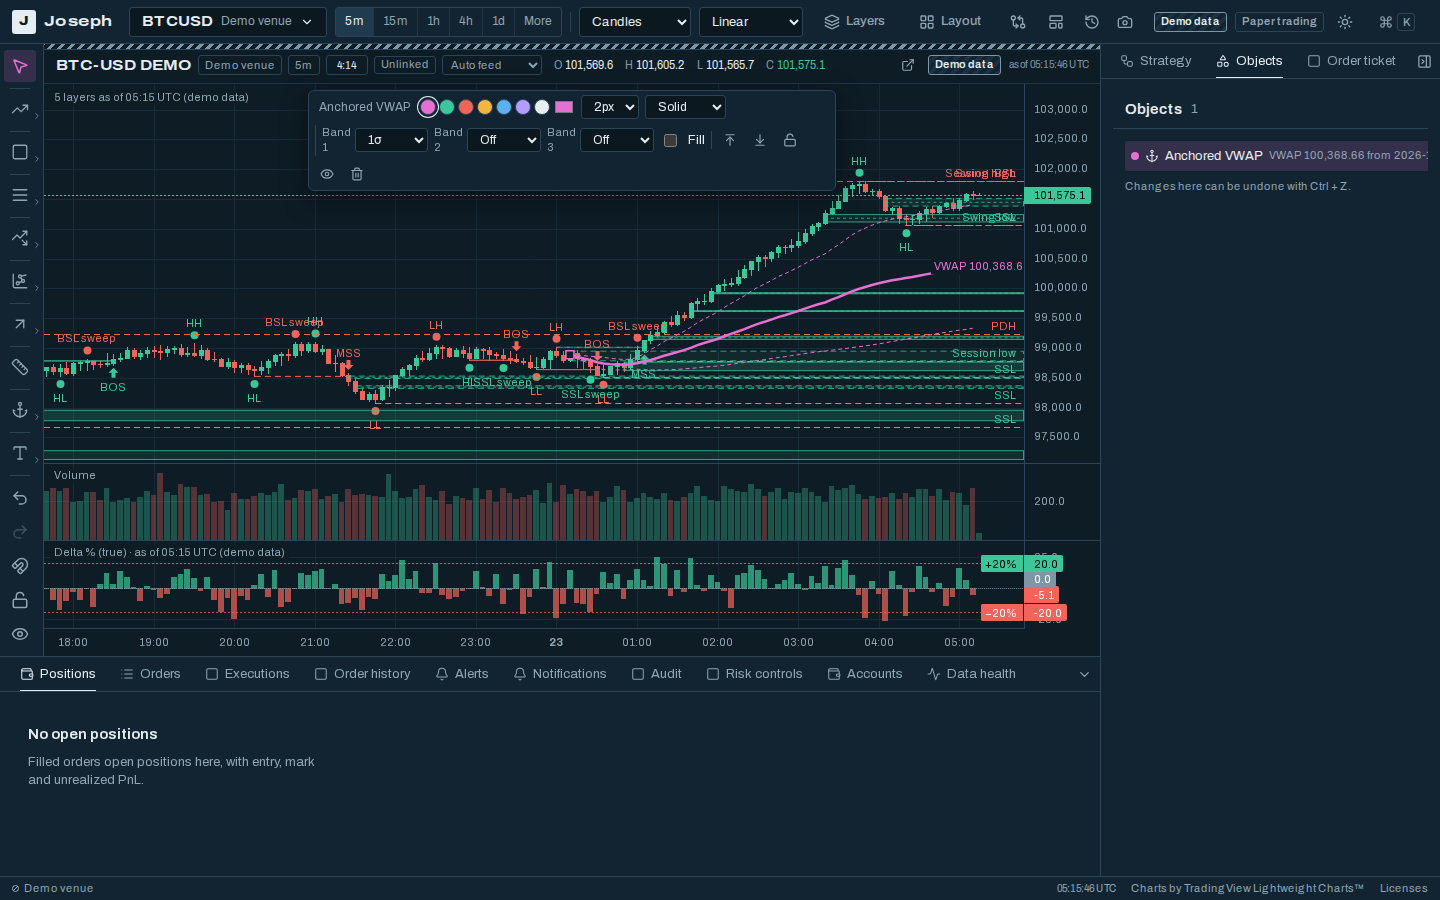 J Joseph BTCUSD Demo venue 5m 15m 1h 4h 1d More Candles Linear Layers Layout Demo data Paper trading ⌘ K
BTC-USD DEMO Demo venue 5m 4:14 Unlinked Auto feed O 101,569.6 H 101,605.2 L 101,565.7 C 101,575.1 Demo data as of 05:15:46 UTC
Strategy Objects Order ticket
5 layers as of 05:15 UTC (demo data)
Anchored VWAP 2px Solid
Band 1 1σ Band 2 Off Band 3 Off Fill
Objects 1
Anchored VWAP VWAP 100,368.66 from 2026-
Changes here can be undone with Ctrl + Z.
103,000.0
102,500.0
102,000.0
101,575.1
101,000.0
100,500.0
100,000.0
99,500.0
99,000.0
98,500.0
98,000.0
97,500.0
HH
Swing SSL
HL
VWAP 100,368.6
PDH
Session low
SSL
SSL
SSL
BSL sweep
HL
BOS
HH
HL
BSL sweep
HH
MSS
LL
LH
HL
SSL sweep
BOS
LL
LH
BOS
SSL sweep
LL
BSL sweep
MSS
Volume
200.0
Delta % (true) · as of 05:15 UTC (demo data)
+20% 20.0
0.0
-5.1
−20% -20.0
18:00 19:00 20:00 21:00 22:00 23:00 23 01:00 02:00 03:00 04:00 05:00
Positions Orders Executions Order history Alerts Notifications Audit Risk controls Accounts Data health
No open positions
Filled orders open positions here, with entry, mark
and unrealized PnL.
Demo venue 05:15:46 UTC Charts by TradingView Lightweight Charts™ Licenses